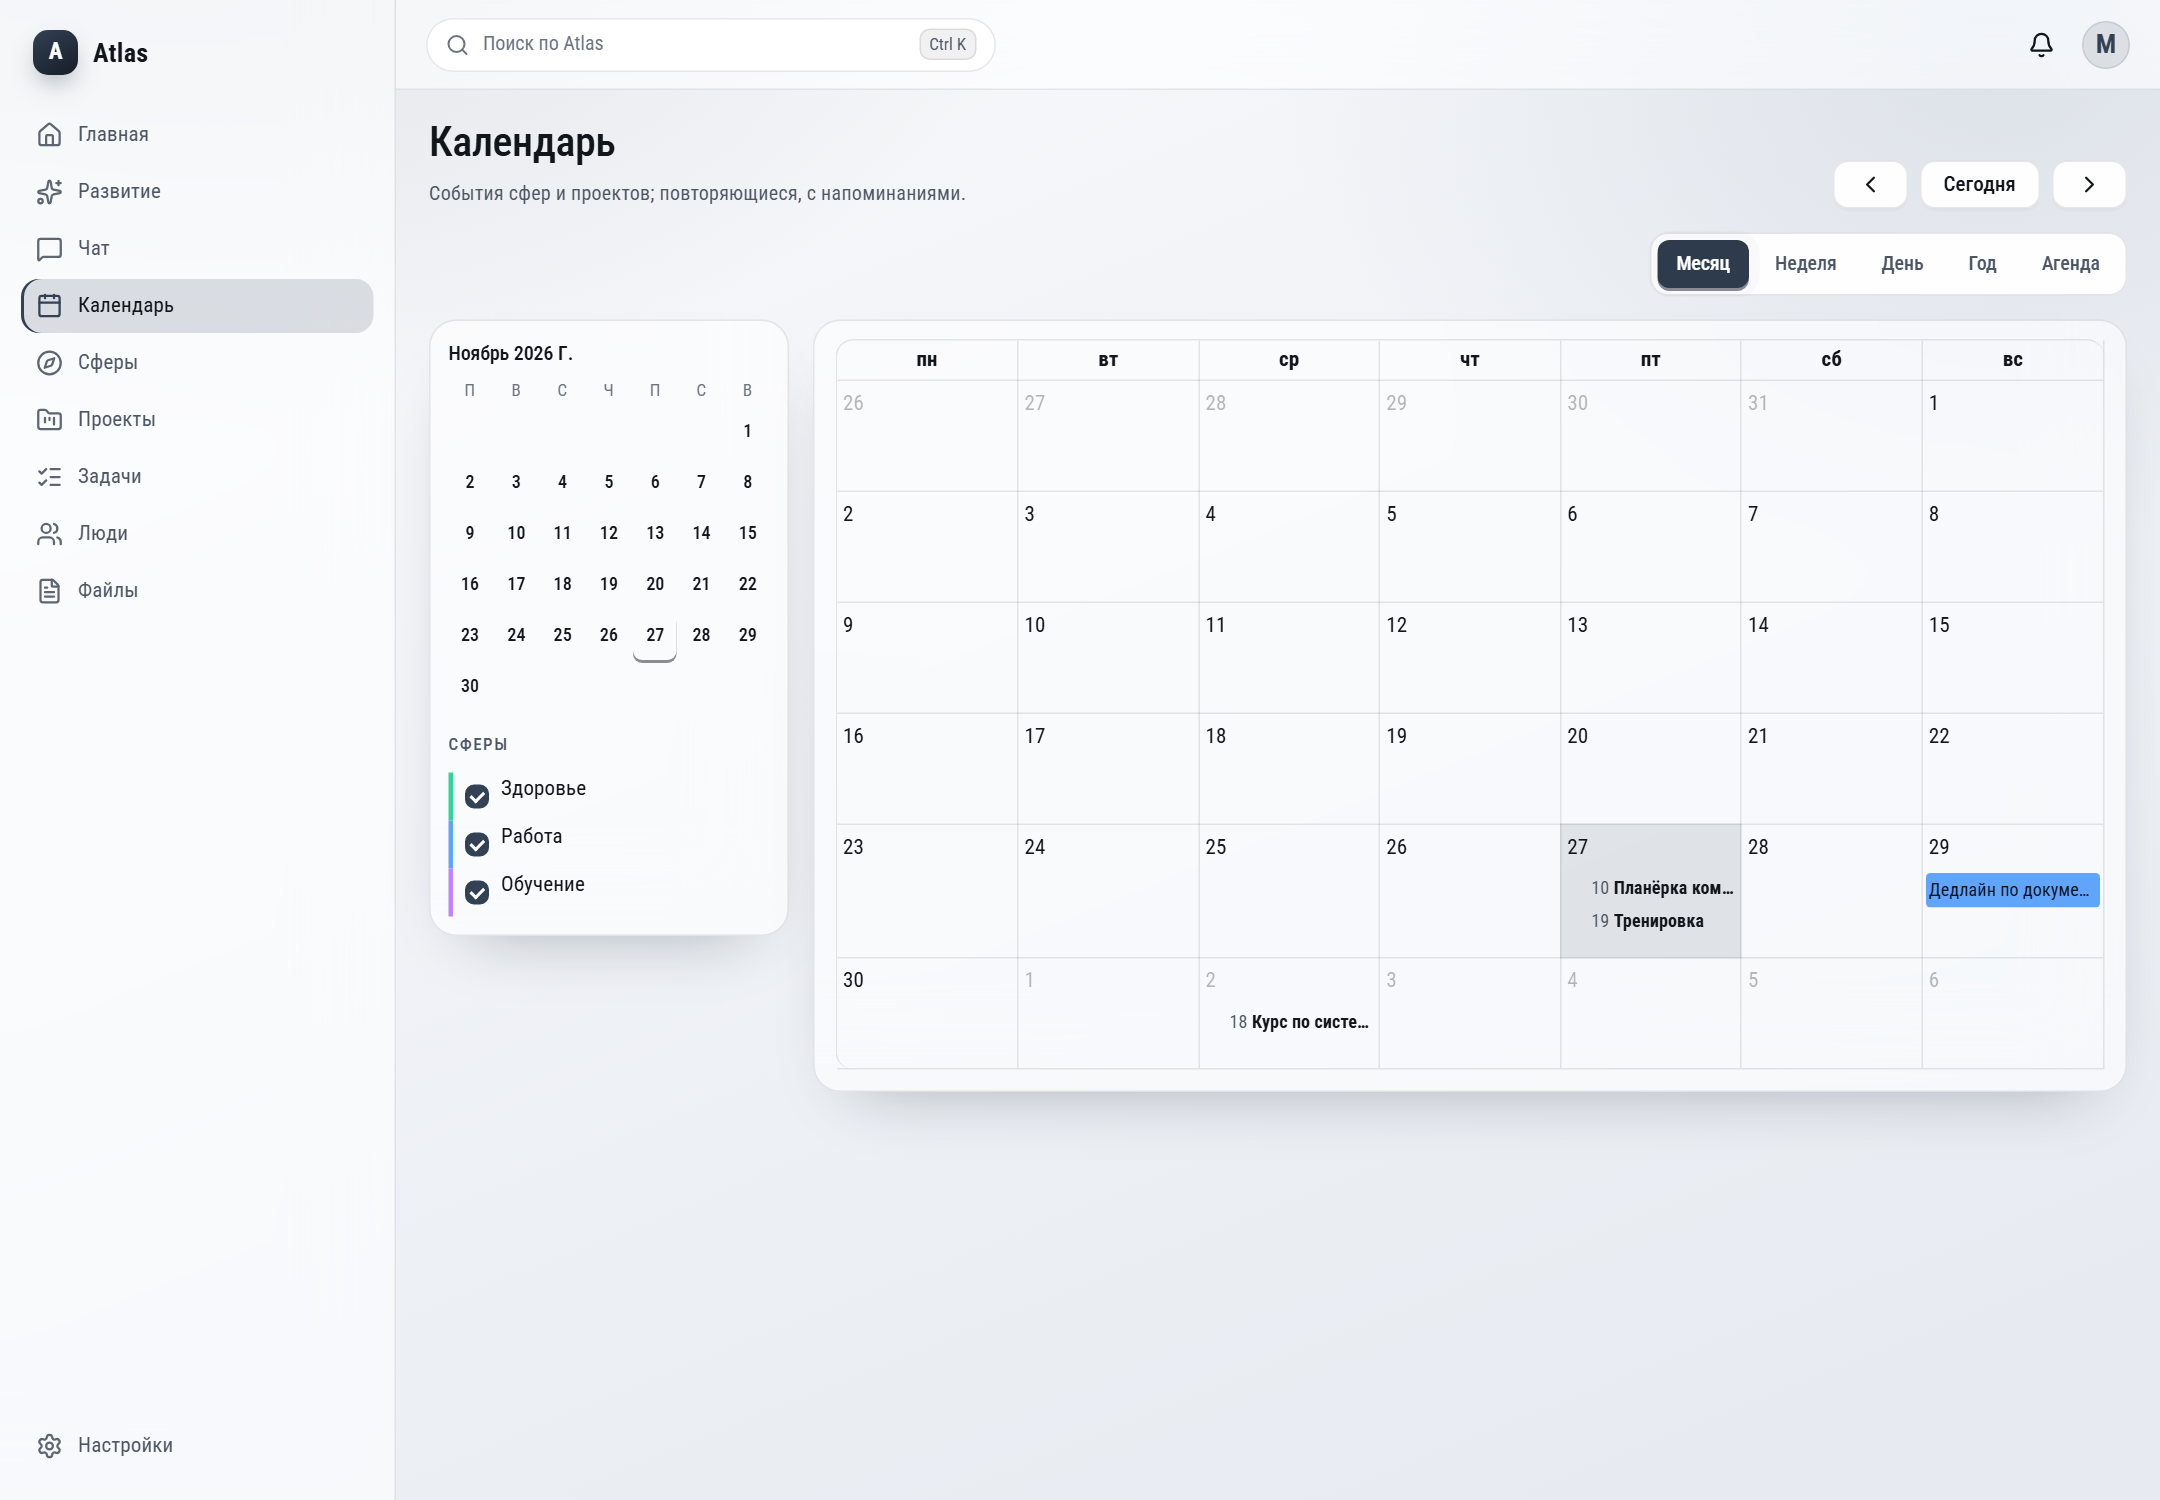 A Atlas
Поиск по Atlas Ctrl K
M
Главная
Развитие
Чат
Календарь
Сферы
Проекты
Задачи
Люди
Файлы
Настройки
Календарь
События сфер и проектов; повторяющиеся, с напоминаниями.
Сегодня
Месяц Неделя День Год Агенда
Ноябрь 2026 Г.
П В С Ч П С В
1
2 3 4 5 6 7 8
9 10 11 12 13 14 15
16 17 18 19 20 21 22
23 24 25 26 27 28 29
30
СФЕРЫ
Здоровье
Работа
Обучение
пн вт ср чт пт сб вс
26 27 28 29 30 31 1
2 3 4 5 6 7 8
9 10 11 12 13 14 15
16 17 18 19 20 21 22
23 24 25 26 27 28 29
10 Планёрка ком… Дедлайн по докуме…
19 Тренировка
30 1 2 3 4 5 6
18 Курс по систе…